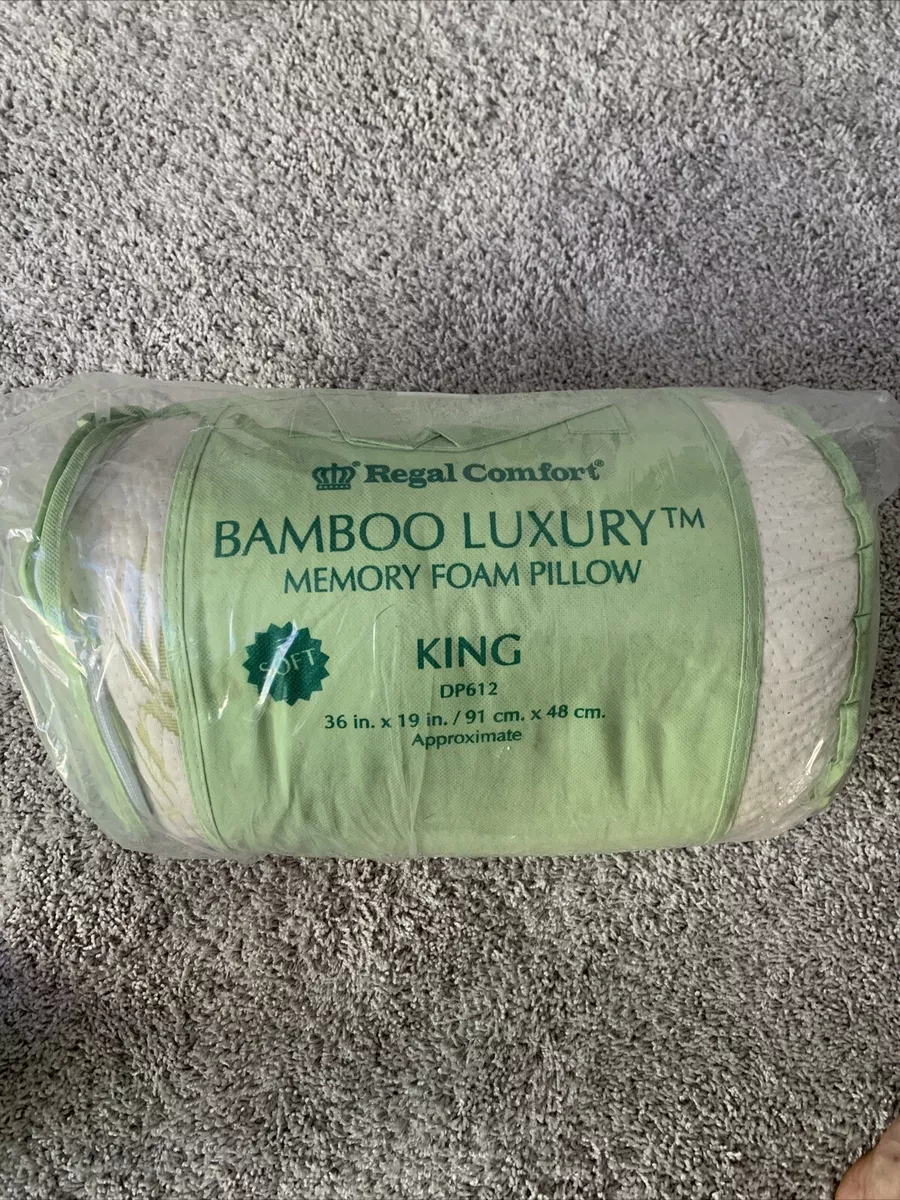 Regal Comfort®
BAMBOO LUXURY™
MEMORY FOAM PILLOW
SOFT
KING
DP612
36 in. x 19 in. / 91 cm. x 48 cm.
Approximate